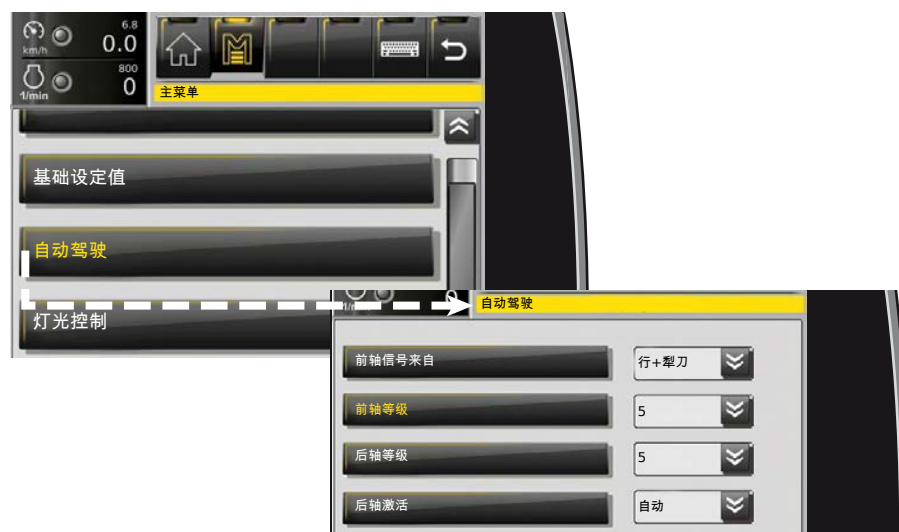 6.8
km/h 0.0
800
1/min 0
主菜单
基础设定值
自动驾驶
灯光控制
自动驾驶
前轴信号来自 行+犁刀
前轴等级 5
后轴等级 5
后轴激活 自动